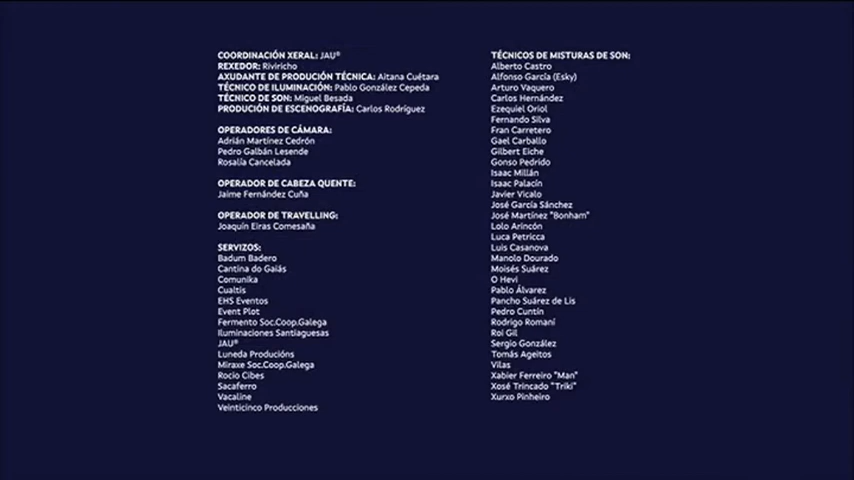 COORDINACIÓN XERAL: JAU®
REXEDOR: Riviricho
AXUDANTE DE PRODUCIÓN TÉCNICA: Aitana Cuétara
TÉCNICO DE ILUMINACIÓN: Pablo González Cepeda
TÉCNICO DE SON: Miguel Besada
PRODUCIÓN DE ESCENOGRAFÍA: Carlos Rodríguez
OPERADORES DE CÁMARA:
Adrián Martínez Cedrón
Pedro Galbán Lesende
Rosalía Cancelada
OPERADOR DE CABEZA QUENTE:
Jaime Fernández Cuña
OPERADOR DE TRAVELLING:
Joaquín Eiras Comesaña
SERVIZOS:
Badum Badero
Cantina do Gaiás
Comunika
Cualtis
EHS Eventos
Event Plot
Fermento Soc.Coop.Galega
Iluminaciones Santiaguesas
JAU®
Luneda Producións
Miraxe Soc.Coop.Galega
Rocío Cibes
Sacaferro
Vacaline
Veinticinco Producciones
TÉCNICOS DE MISTURAS DE SON:
Alberto Castro
Alfonso García (Esky)
Arturo Vaquero
Carlos Hernández
Ezequiel Oriol
Fernando Silva
Fran Carretero
Gael Carballo
Gilbert Eiche
Gonso Pedrido
Isaac Millán
Isaac Palacín
Javier Vicalo
José García Sánchez
José Martínez "Bonham"
Lolo Arincón
Luca Petricca
Luis Casanova
Manolo Dourado
Moisés Suárez
O Hevi
Pablo Álvarez
Pancho Suárez de Lis
Pedro Cuntín
Rodrigo Romaní
Roi Gil
Sergio González
Tomás Ageitos
Vilas
Xabier Ferreiro "Man"
Xosé Trincado "Triki"
Xurxo Pinheiro